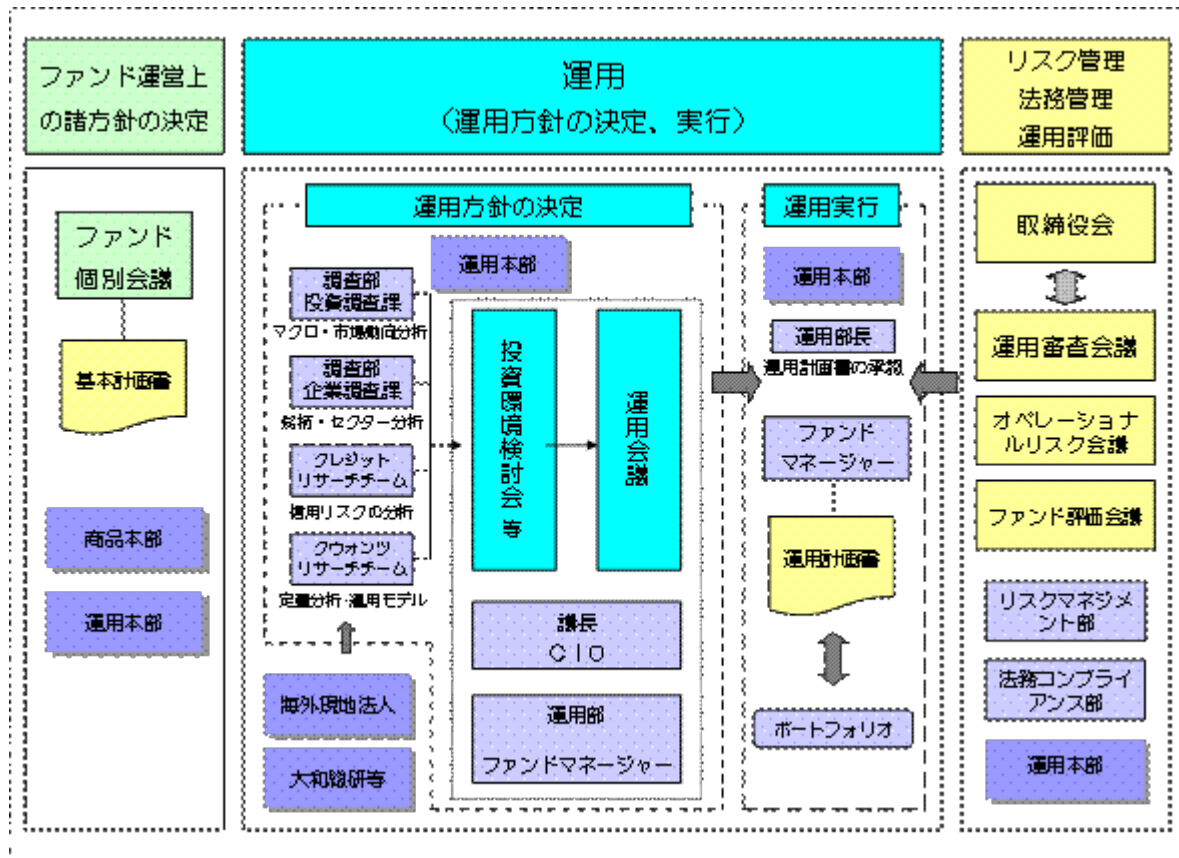 ファンド運営上
の諸方針の決定
運用
（運用方針の決定、実行）
リスク管理
法務管理
運用評価
ファンド
個別会議
基本計画書
商品本部
運用本部
運用方針の決定
運用本部
調査部
投資調査課
マクロ・市場動向分析
調査部
企業調査課
銘柄・セクター分析
クレジット
リサーチチーム
信用リスクの分析
クウォンツ
リサーチチーム
定量分析・運用モデル
海外現地法人
大和総研等
投資環境検討会 等
運用会議
議長
ＣＩＯ
運用部
ファンドマネージャー
運用実行
運用本部
運用部長
運用計画書の承認
ファンド
マネージャー
運用計画書
ポートフォリオ
取締役会
運用審査会議
オペレーショナ
ルリスク会議
ファンド評価会議
リスクマネジメ
ント部
法務コンプライ
アンス部
運用本部